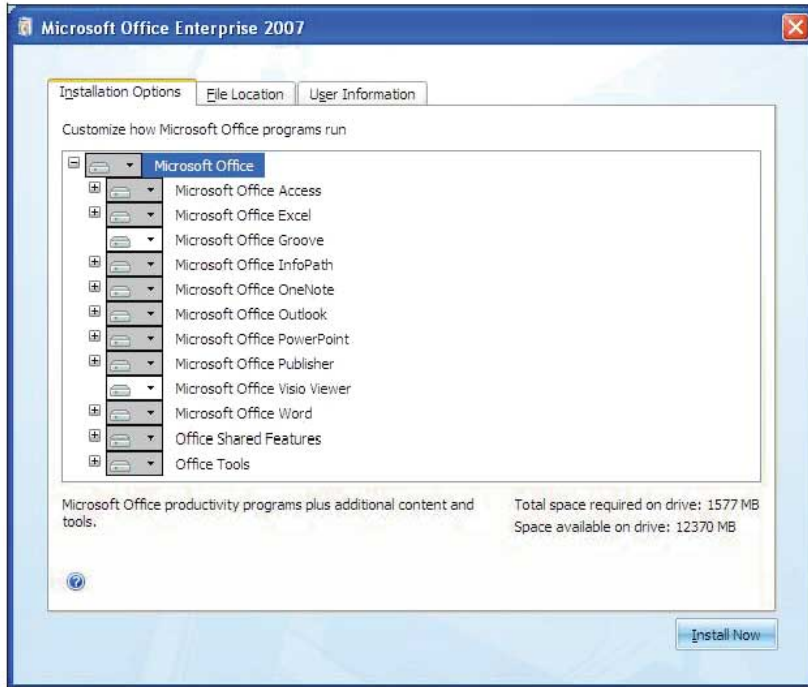 Microsoft Office Enterprise 2007
Installation Options
File Location
User Information
Customize how Microsoft Office programs run
Microsoft Office
Microsoft Office Access
Microsoft Office Excel
Microsoft Office Groove
Microsoft Office InfoPath
Microsoft Office OneNote
Microsoft Office Outlook
Microsoft Office PowerPoint
Microsoft Office Publisher
Microsoft Office Visio Viewer
Microsoft Office Word
Office Shared Features
Office Tools
Microsoft Office productivity programs plus additional content and
tools.
Total space required on drive: 1577 MB
Space available on drive: 12370 MB
Install Now